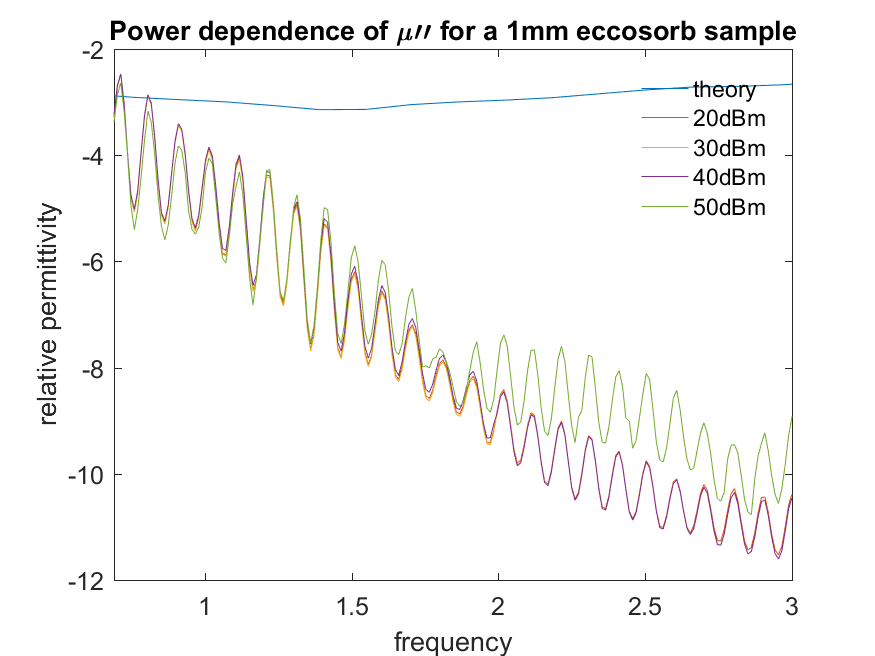 Power dependence of μ′′ for a 1mm eccosorb sample
-2
-4
-6
-8
-10
-12
relative permittivity
theory
20dBm
30dBm
40dBm
50dBm
1
1.5
2
2.5
3
frequency